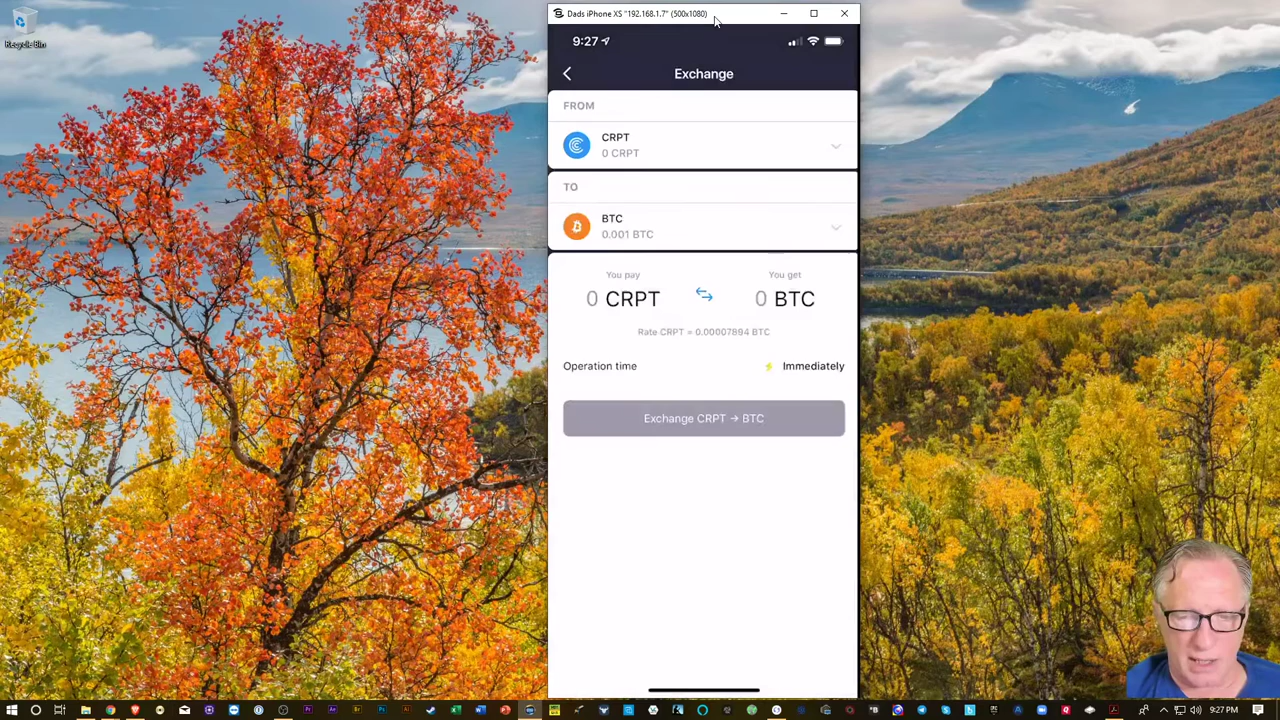 Recycle Bin
Dads iPhone XS "192.168.1.7" (500x1080)
9:27
Exchange
FROM
CRPT
0 CRPT
TO
BTC
0.001 BTC
You pay
You get
0 CRPT
0 BTC
Rate CRPT = 0.00007894 BTC
Operation time
Immediately
Exchange CRPT → BTC
9:27 PM